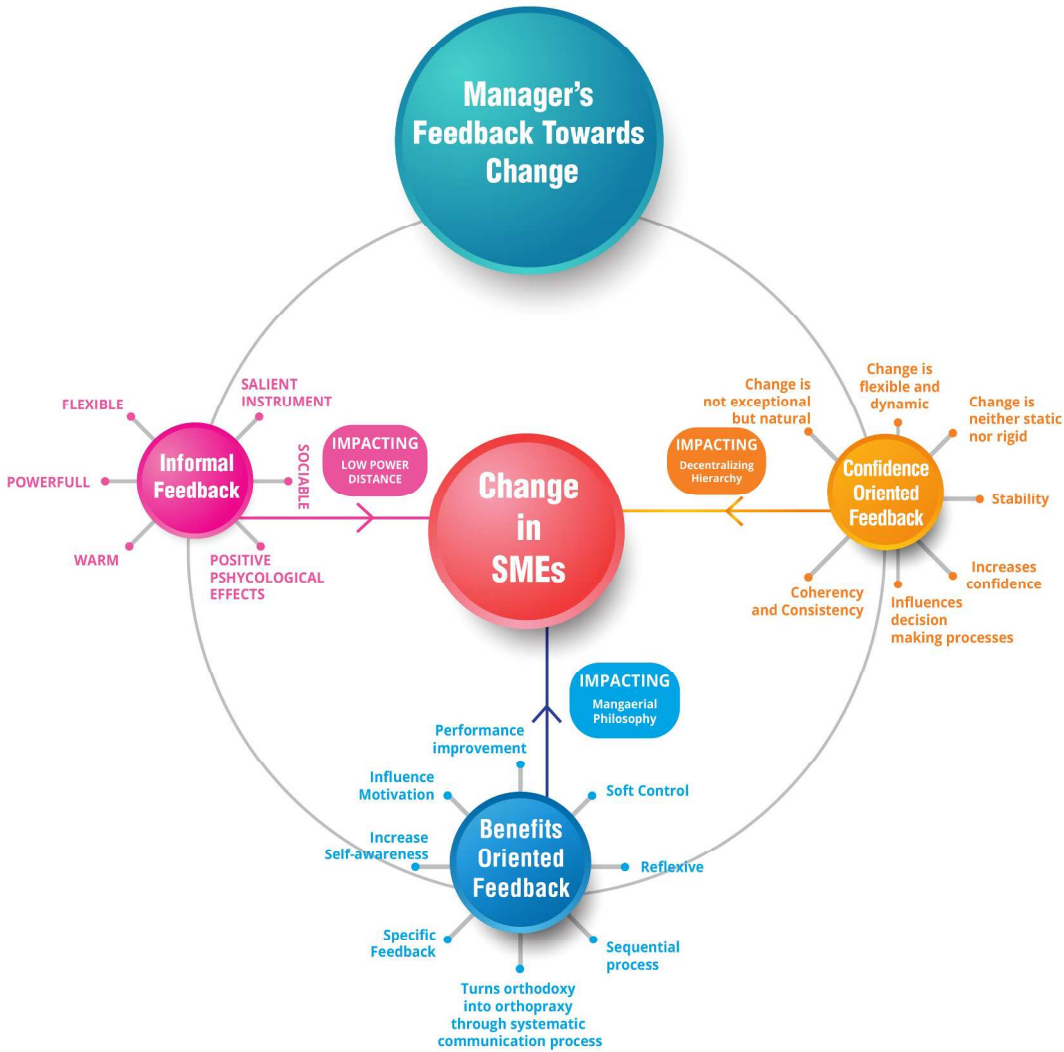 Manager's
Feedback Towards
Change
FLEXIBLE
SALIENT
INSTRUMENT
POWERFULL
Informal
Feedback
SOCIABLE
WARM
POSITIVE
PSHYCOLOGICAL
EFFECTS
IMPACTING
LOW POWER
DISTANCE
Change
in
SMEs
IMPACTING
Decentralizing
Hierarchy
Change is
not exceptional
but natural
Change is
flexible and
dynamic
Change is
neither static
nor rigid
Confidence
Oriented
Feedback
Stability
Increases
confidence
Influences
decision
making processes
Coherency
and Consistency
IMPACTING
Mangaerial
Philosophy
Performance
improvement
Influence
Motivation
Soft Control
Increase
Self-awareness
Benefits
Oriented
Feedback
Reflexive
Specific
Feedback
Sequential
process
Turns orthodoxy
into orthopraxy
through systematic
communication process